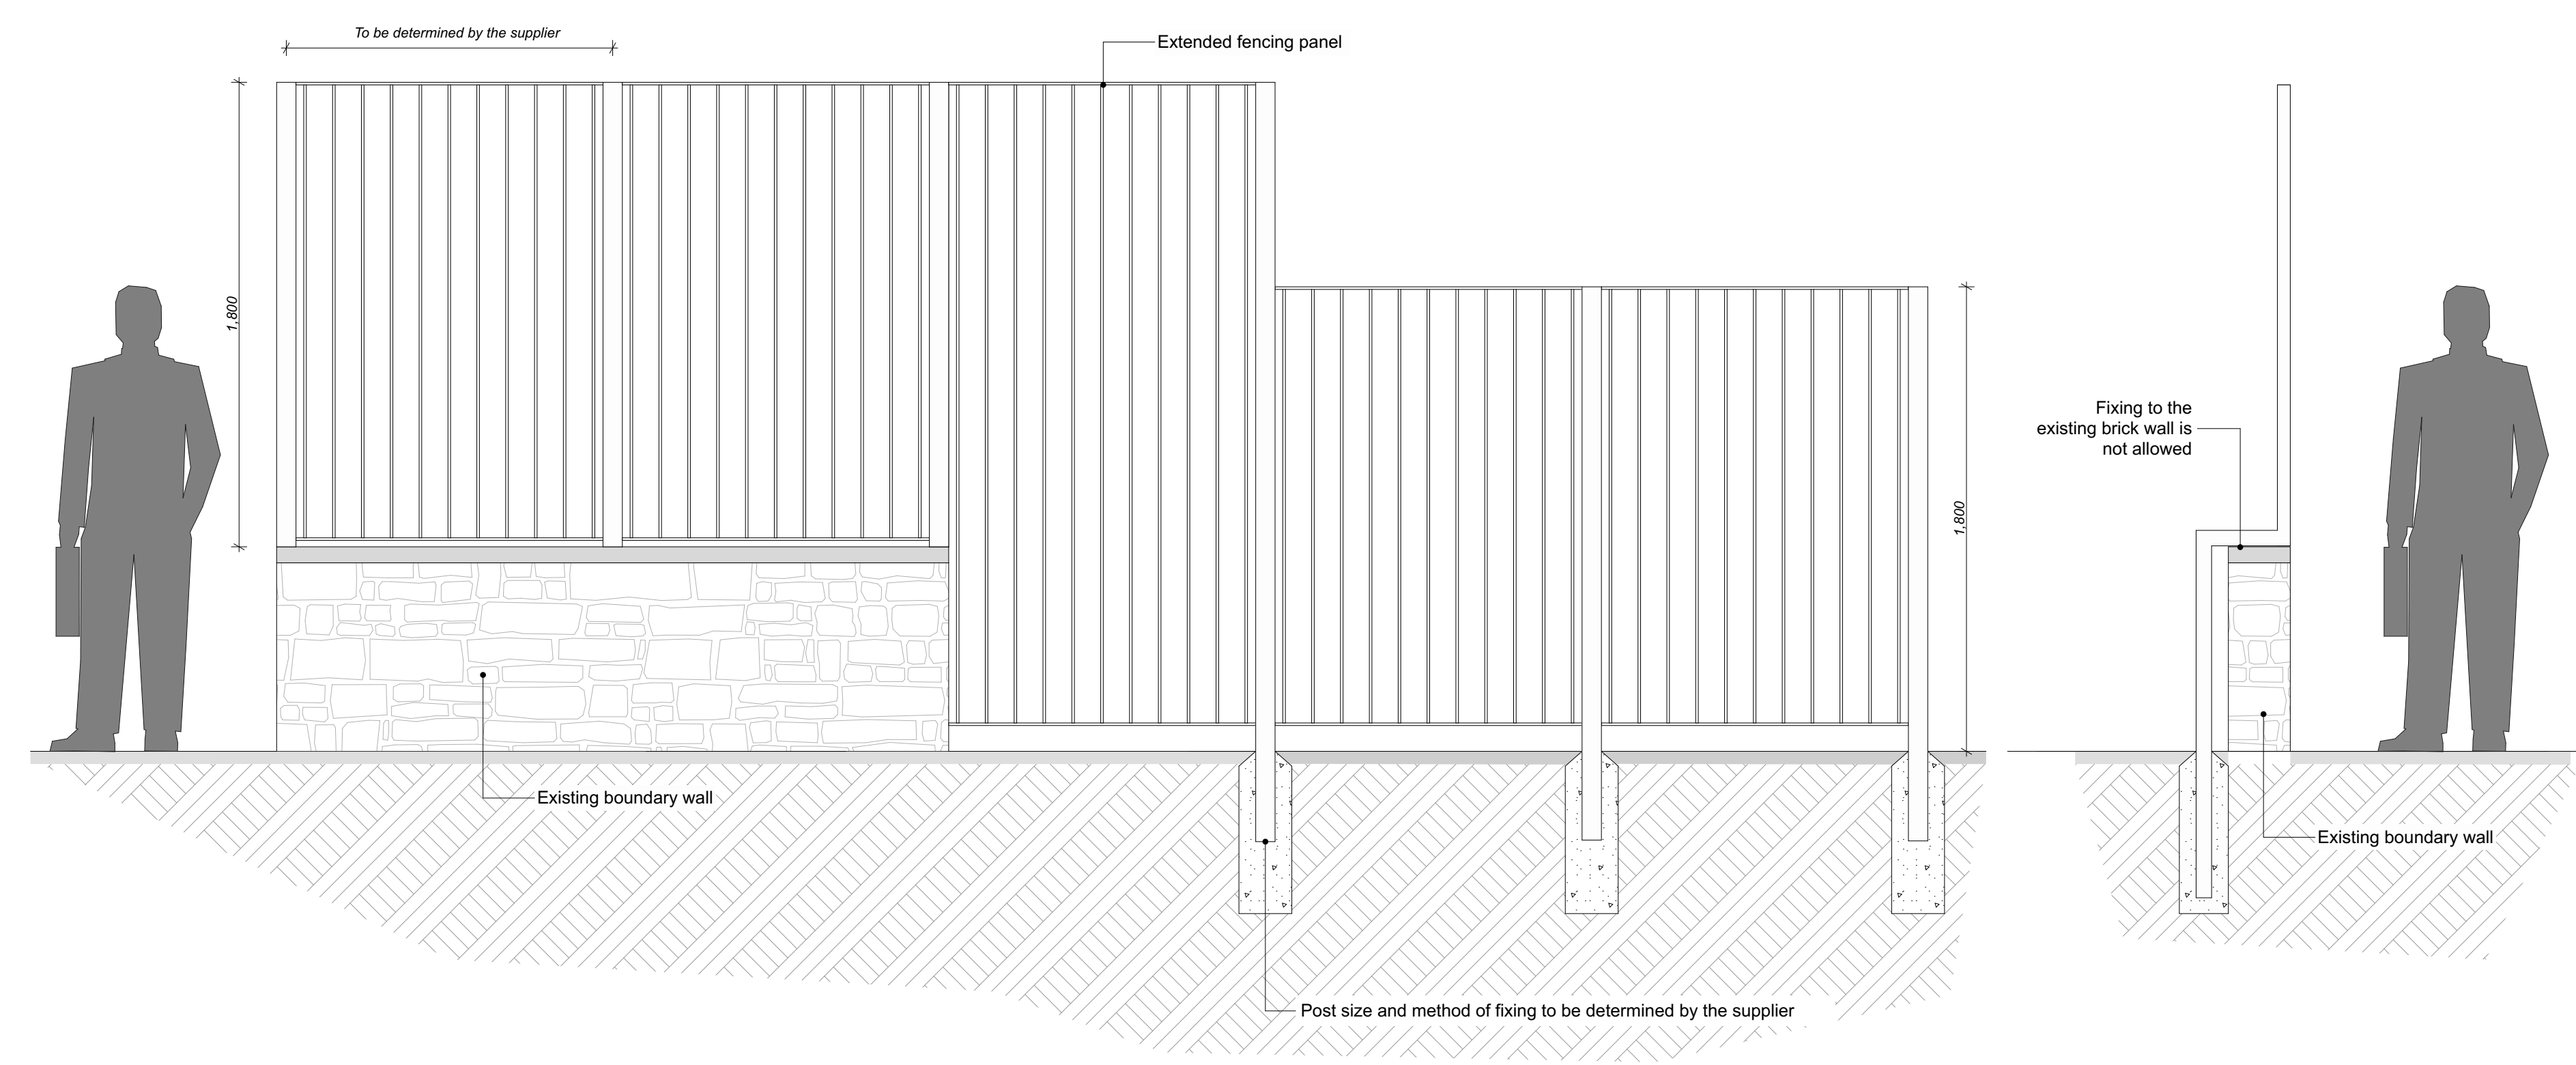 To be determined by the supplier
Extended fencing panel
1,800
Fixing to the
existing brick wall is
not allowed
1,800
Existing boundary wall
Existing boundary wall
Post size and method of fixing to be determined by the supplier